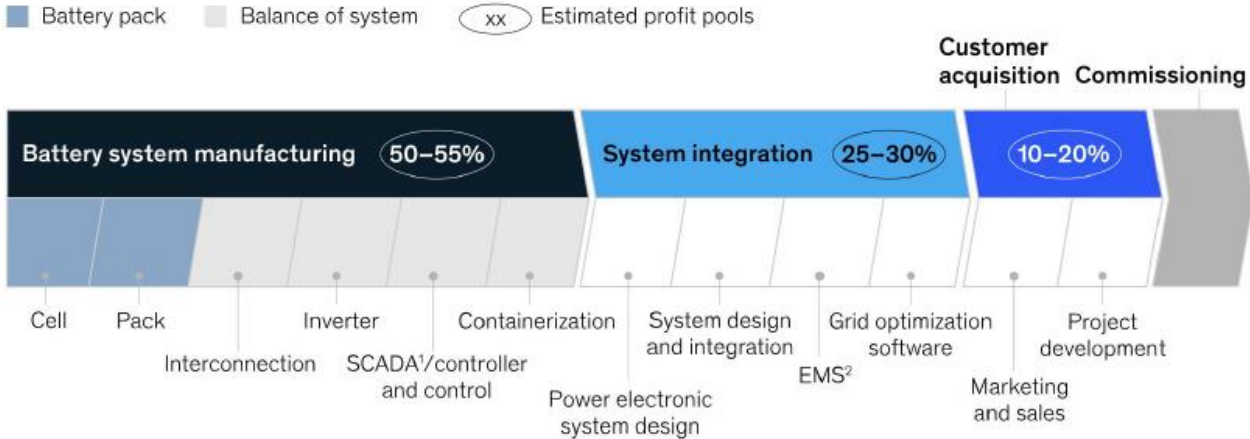 Battery pack
Balance of system
xx
Estimated profit pools
Customer
acquisition
Commissioning
Battery system manufacturing
50–55%
System integration
25–30%
10–20%
Cell
Pack
Interconnection
Inverter
SCADA¹/controller
and control
Containerization
Power electronic
system design
System design
and integration
EMS²
Grid optimization
software
Marketing
and sales
Project
development